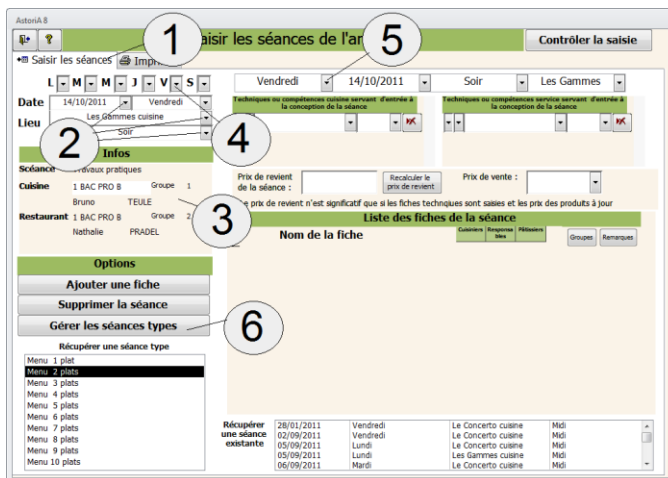 AstoriA 8
?
isir les séances de l'an
Contrôler la saisie
Saisir les séances
Imprim
1
5
L M M J V S
Vendredi 14/10/2011 Soir Les Gammes
Date 14/10/2011 Vendredi
Lieu Les Gammes cuisine
Soir
2
4
Techniques ou compétences cuisine servant d'entrée à
la conception de la séance
Techniques ou compétences service servant d'entrée à
la conception de la séance
Infos
Scéance Travaux pratiques
Cuisine 1 BAC PRO 8 Groupe 1
Bruno TEULE
Restaurant 1 BAC PRO 8 Groupe 2
Nathalie PRADEL
3
Prix de revient
de la séance :
Recalculer le
prix de revient
Prix de vente :
e prix de revient n'est significatif que si les fiches techniques sont saisies et les prix des produits à jour
Liste des fiches de la séance
Nom de la fiche
Cuisiniers
Responsa
bles
Pâtissiers
Groupes
Remarques
Options
Ajouter une fiche
Supprimer la séance
Gérer les séances types
6
Récupérer une séance type
Menu 1 plat
Menu 2 plats
Menu 3 plats
Menu 4 plats
Menu 5 plats
Menu 6 plats
Menu 7 plats
Menu 8 plats
Menu 9 plats
Menu 10 plats
Récupérer
une séance
existante
28/01/2011 Vendredi Le Concerto cuisine Midi
02/09/2011 Vendredi Le Concerto cuisine Midi
05/09/2011 Lundi Le Concerto cuisine Midi
05/09/2011 Lundi Les Gammes cuisine Midi
06/09/2011 Mardi Le Concerto cuisine Midi